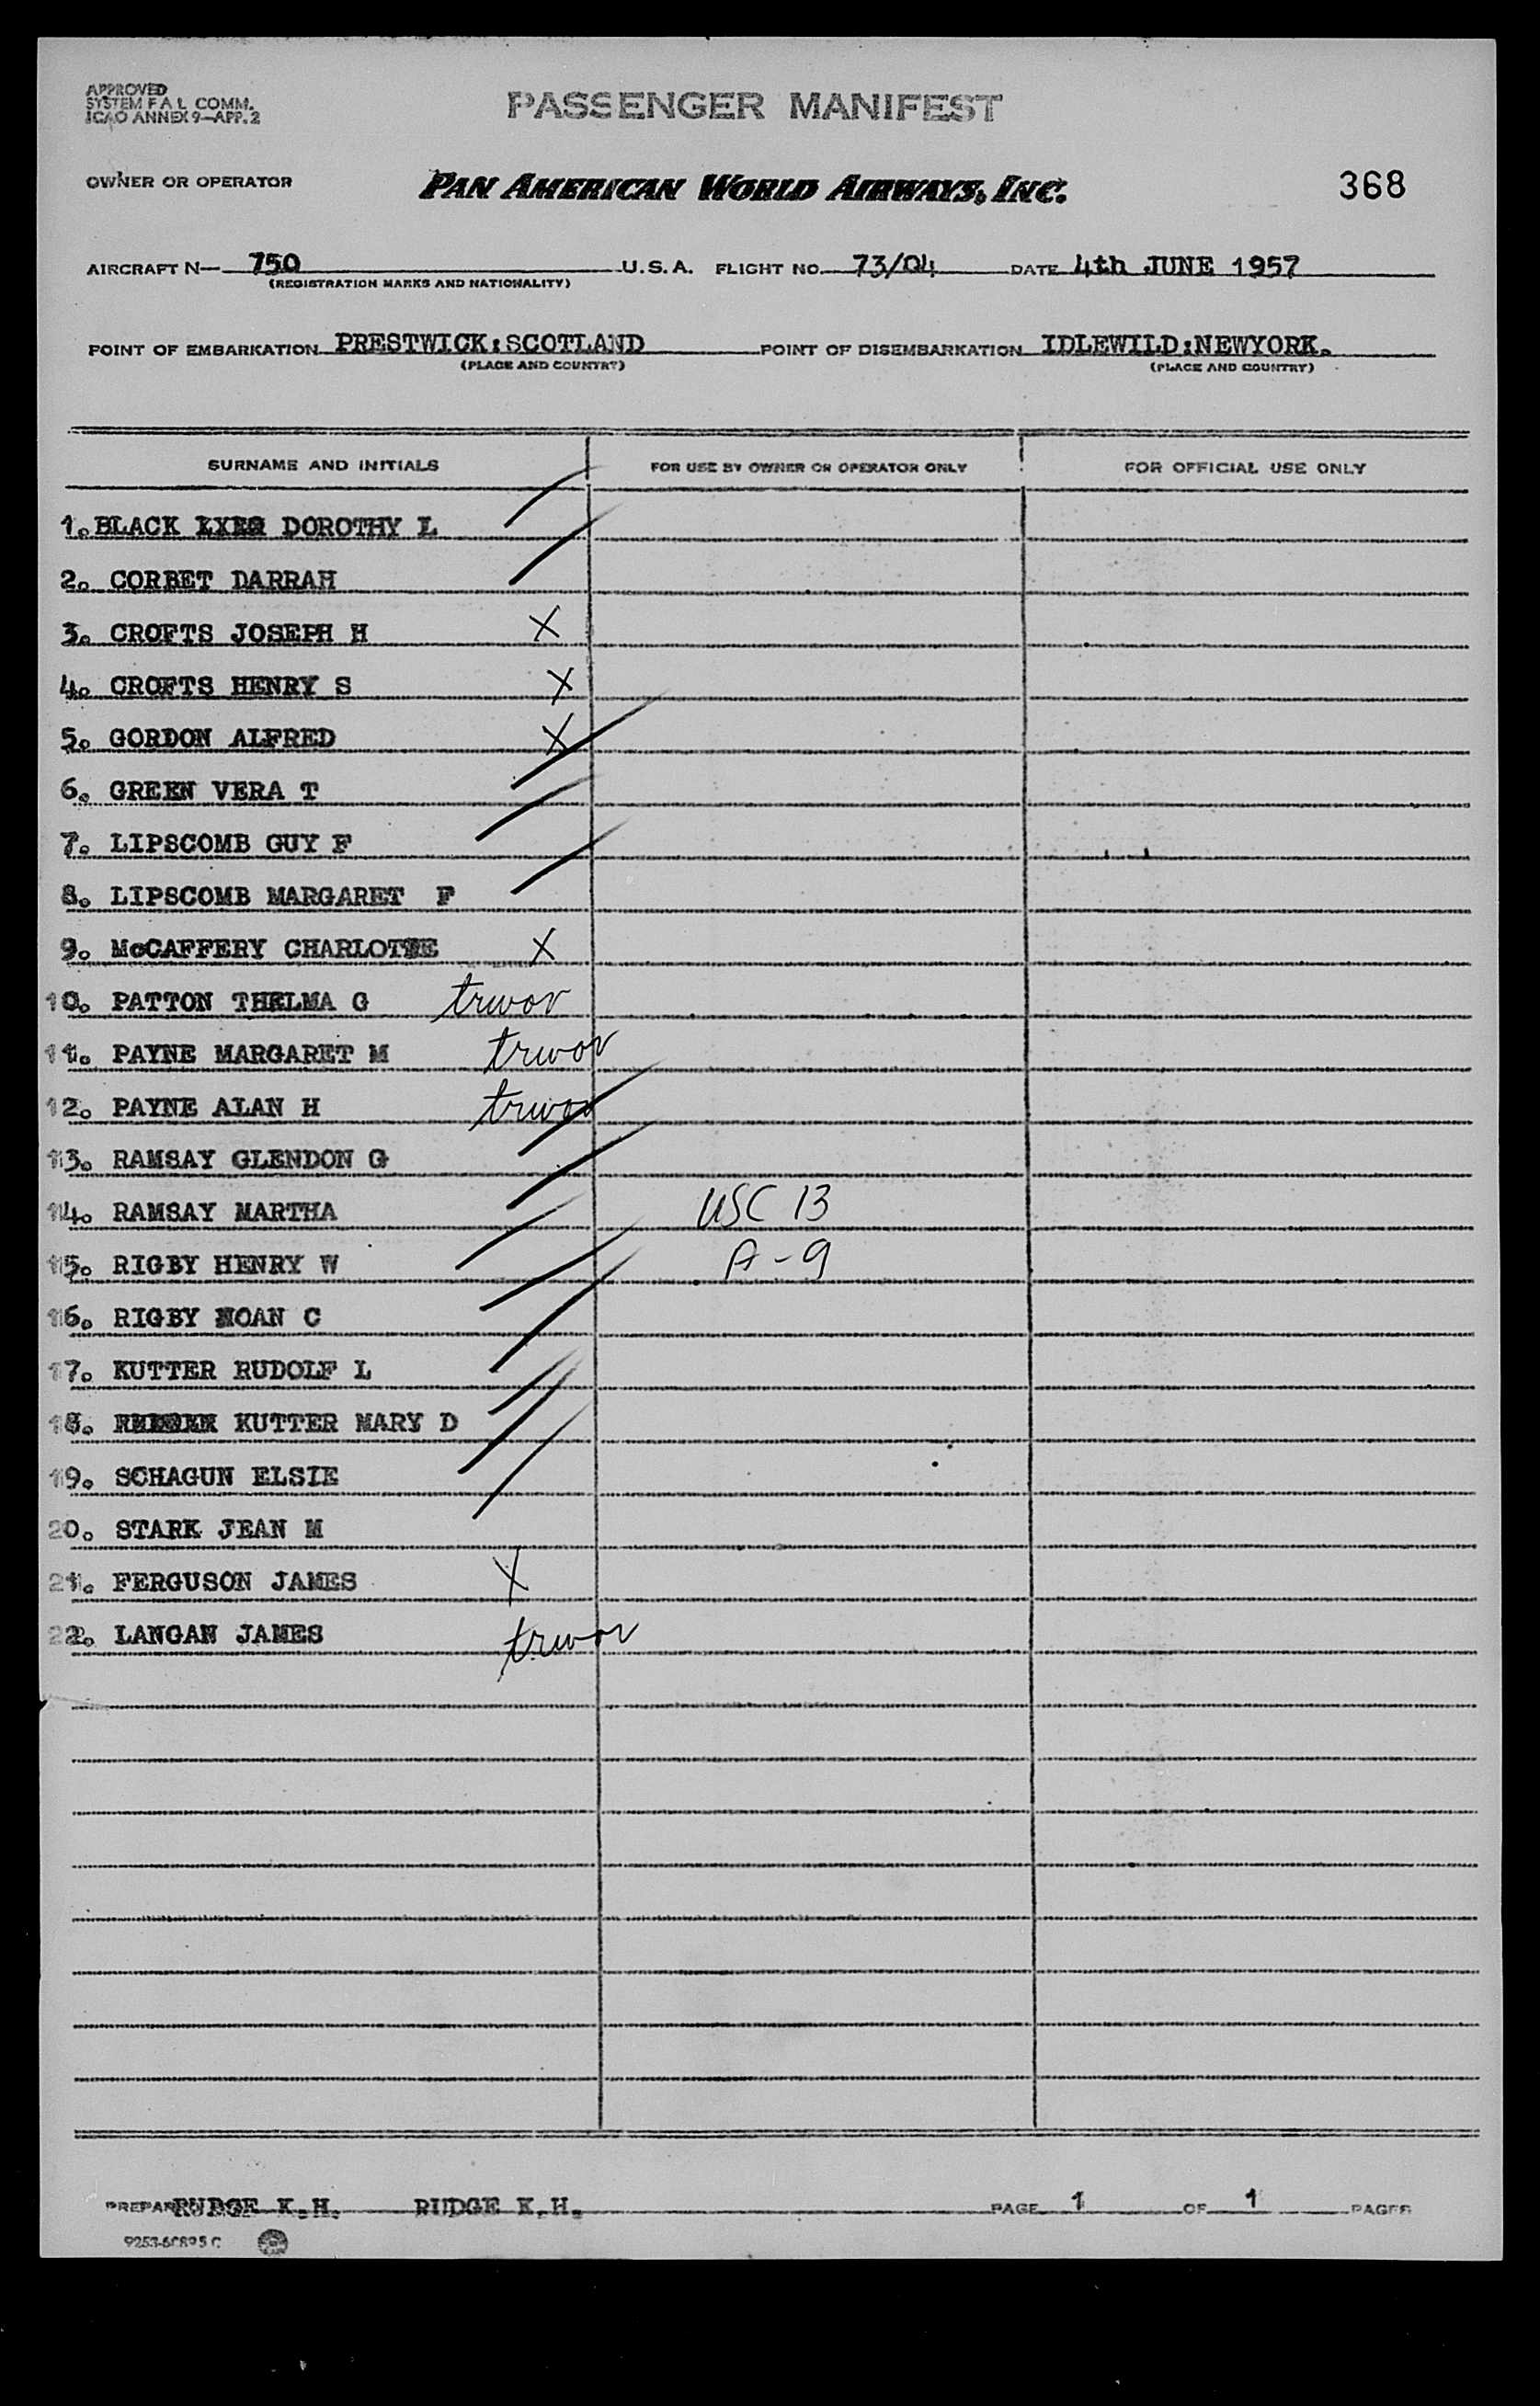 APPROVED
SYSTEM F A L COMM.
ICAO ANNEX 9—APP. 2
PASSENGER MANIFEST
OWNER OR OPERATOR PAN AMERICAN WORLD AIRWAYS, INC. 368
AIRCRAFT N— 750 U.S.A. FLIGHT NO. 73/04 DATE 4th JUNE 1957
(REGISTRATION MARKS AND NATIONALITY)
POINT OF EMBARKATION PRESTWICK:SCOTLAND POINT OF DISEMBARKATION IDLEWILD:NEWYORK.
(PLACE AND COUNTRY) (PLACE AND COUNTRY)
SURNAME AND INITIALS FOR USE BY OWNER OR OPERATOR ONLY FOR OFFICIAL USE ONLY
1. BLACK DOROTHY L
2. CORBET DARRAH
3. CROFTS JOSEPH H X
4. CROFTS HENRY S X
5. GORDON ALFRED X
6. GREEN VERA T
7. LIPSCOMB GUY F
8. LIPSCOMB MARGARET F
9. McCAFFERY CHARLOTTE X
10. PATTON THELMA G trwov
11. PAYNE MARGARET M trwov
12. PAYNE ALAN H trwov
13. RAMSAY GLENDON G
14. RAMSAY MARTHA USC 13
15. RIGBY HENRY W A-9
16. RIGBY NOAN C
17. KUTTER RUDOLF L
18. KUTTER MARY D
19. SCHAGUN ELSIE
20. STARK JEAN M
21. FERGUSON JAMES X
22. LANGAN JAMES trwov
RUDGE K.H. RUDGE K.H. PAGE 1 OF 1 PAGES